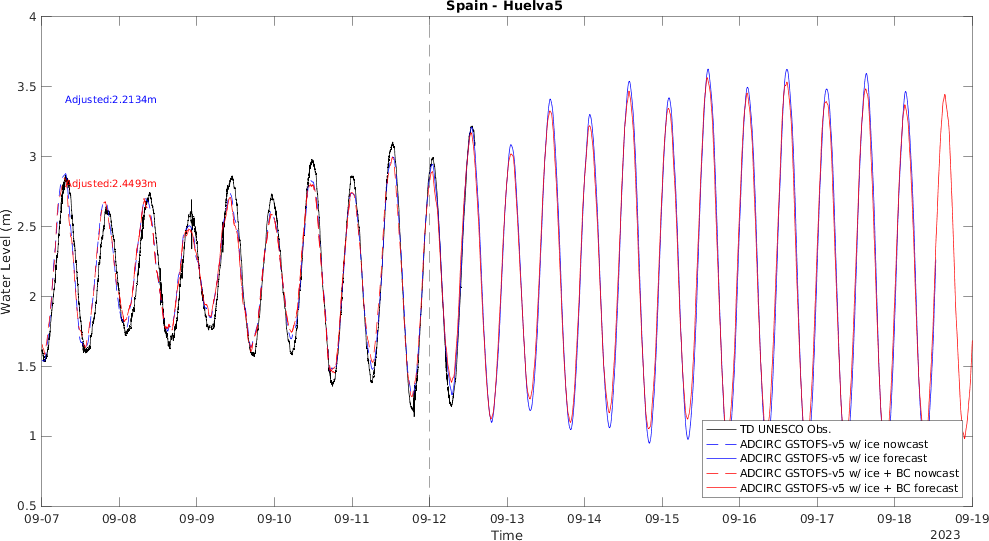 Spain - Huelva5
4
3.5
3
2.5
2
1.5
1
0.5
Water Level (m)
Adjusted:2.2134m
Adjusted:2.4493m
TD UNESCO Obs.
ADCIRC GSTOFS-v5 w/ ice nowcast
ADCIRC GSTOFS-v5 w/ ice forecast
ADCIRC GSTOFS-v5 w/ ice + BC nowcast
ADCIRC GSTOFS-v5 w/ ice + BC forecast
09-07 09-08 09-09 09-10 09-11 09-12 09-13 09-14 09-15 09-16 09-17 09-18 09-19
Time
2023